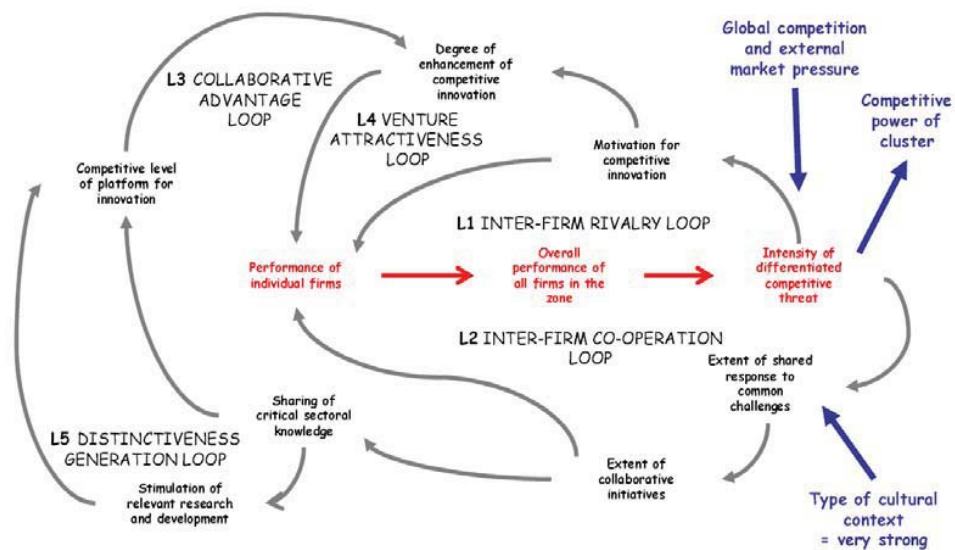 Global competition
and external
market pressure
Degree of
enhancement of
competitive
innovation
L3 COLLABORATIVE
ADVANTAGE
LOOP
Competitive
power of
cluster
L4 VENTURE
ATTRACTIVENESS
LOOP
Motivation for
competitive
innovation
Competitive level
of platform for
innovation
L1 INTER-FIRM RIVALRY LOOP
Performance of
individual firms
Overall
performance of
all firms in the
zone
Intensity of
differentiated
competitive
threat
L2 INTER-FIRM CO-OPERATION
LOOP
Extent of shared
response to
common
challenges
Sharing of
critical sectoral
knowledge
L5 DISTINCTIVENESS
GENERATION LOOP
Extent of
collaborative
initiatives
Stimulation of
relevant research
and development
Type of cultural
context
= very strong